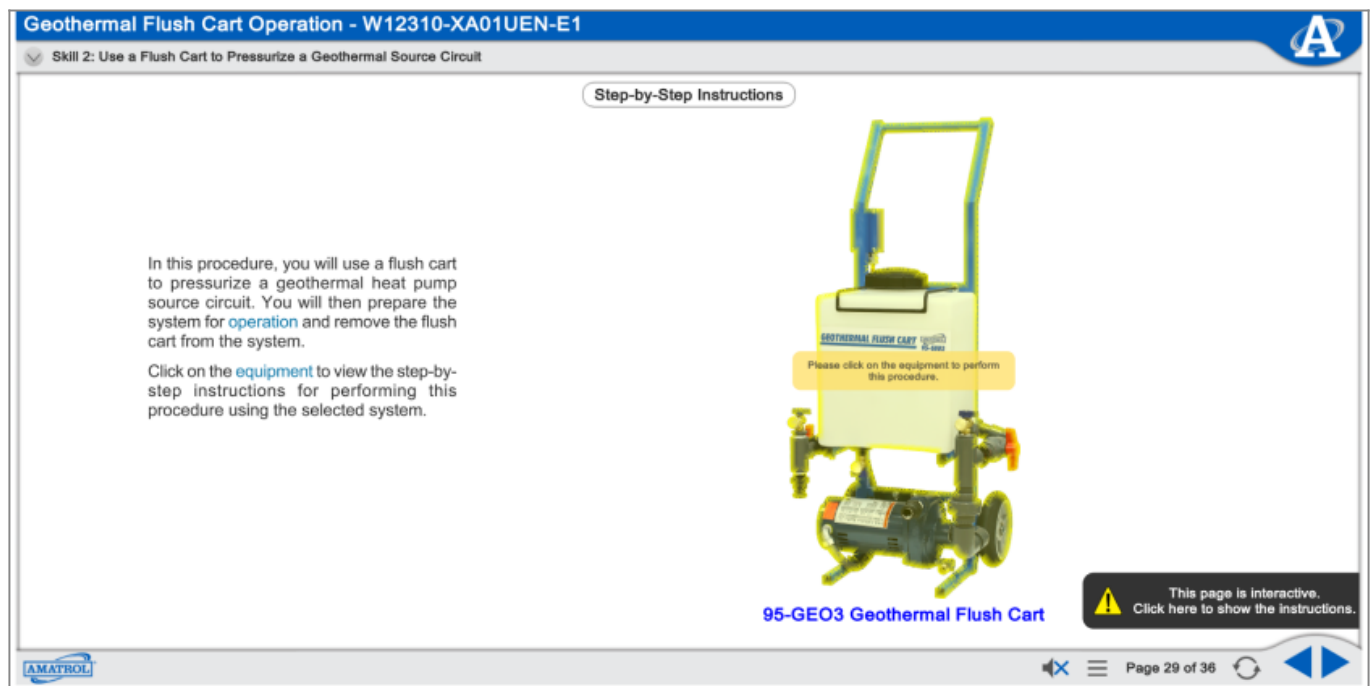 Geothermal Flush Cart Operation - W12310-XA01UEN-E1
A
Skill 2: Use a Flush Cart to Pressurize a Geothermal Source Circuit
Step-by-Step Instructions
In this procedure, you will use a flush cart
to pressurize a geothermal heat pump
source circuit. You will then prepare the
system for operation and remove the flush
cart from the system.
Click on the equipment to view the step-by-
step instructions for performing this
procedure using the selected system.
GEOTHERMAL FLUSH CART
95-GEO3
Please click on the equipment to perform
this procedure.
95-GEO3 Geothermal Flush Cart
This page is interactive.
Click here to show the instructions.
AMATROL
Page 29 of 36